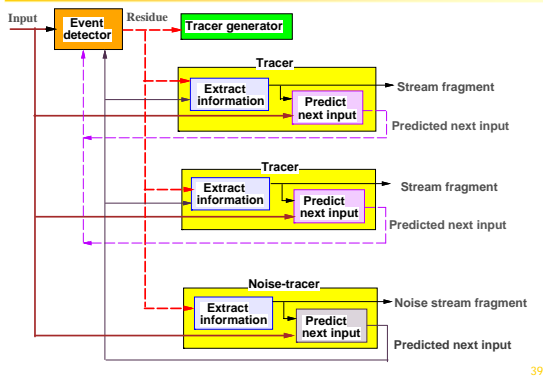 Input
Event
detector
Residue
Tracer generator
Tracer
Extract
information
Predict
next input
Stream fragment
Predicted next input
Tracer
Extract
information
Predict
next input
Stream fragment
Predicted next input
Noise-tracer
Extract
information
Predict
next input
Noise stream fragment
Predicted next input
39